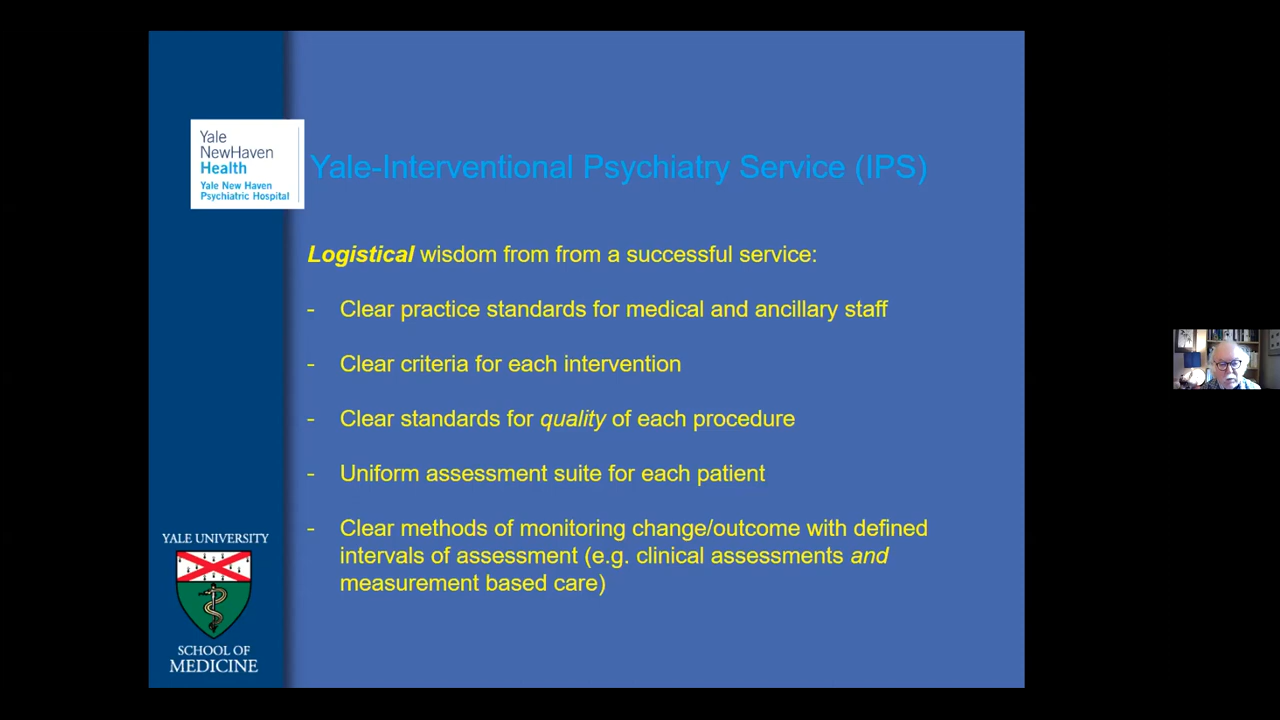 Yale
NewHaven
Health
Yale New Haven
Psychiatric Hospital
Yale-Interventional Psychiatry Service (IPS)
Logistical wisdom from from a successful service:
- Clear practice standards for medical and ancillary staff
- Clear criteria for each intervention
- Clear standards for quality of each procedure
- Uniform assessment suite for each patient
- Clear methods of monitoring change/outcome with defined
intervals of assessment (e.g. clinical assessments and
measurement based care)
YALE UNIVERSITY
SCHOOL OF
MEDICINE